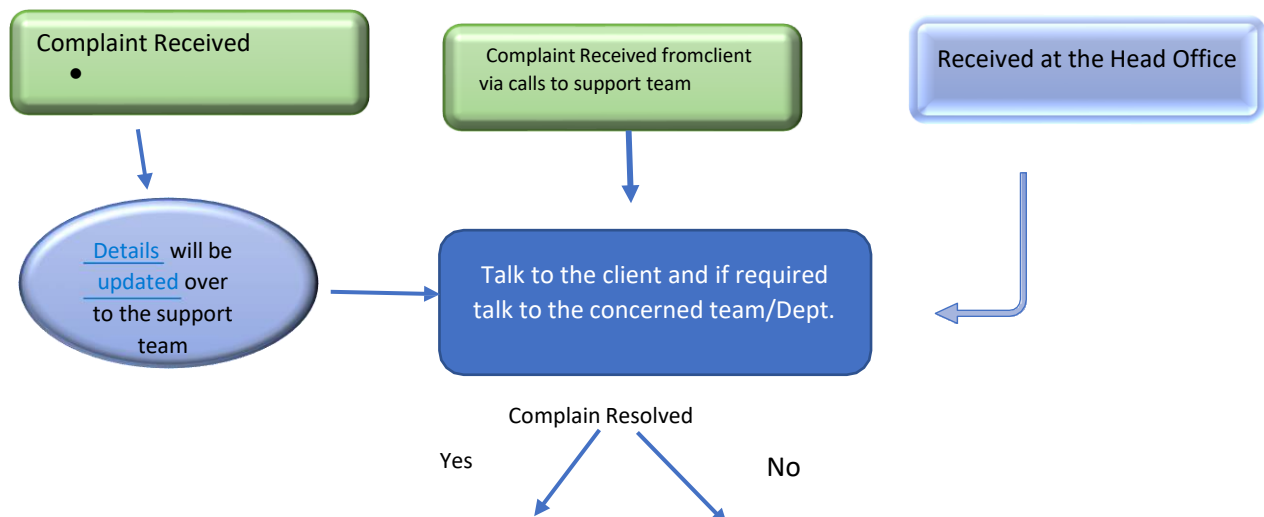 Complaint Received
•
Complaint Received fromclient
via calls to support team
Received at the Head Office
Details will be
updated over
to the support
team
Talk to the client and if required
talk to the concerned team/Dept.
Complain Resolved
Yes
No